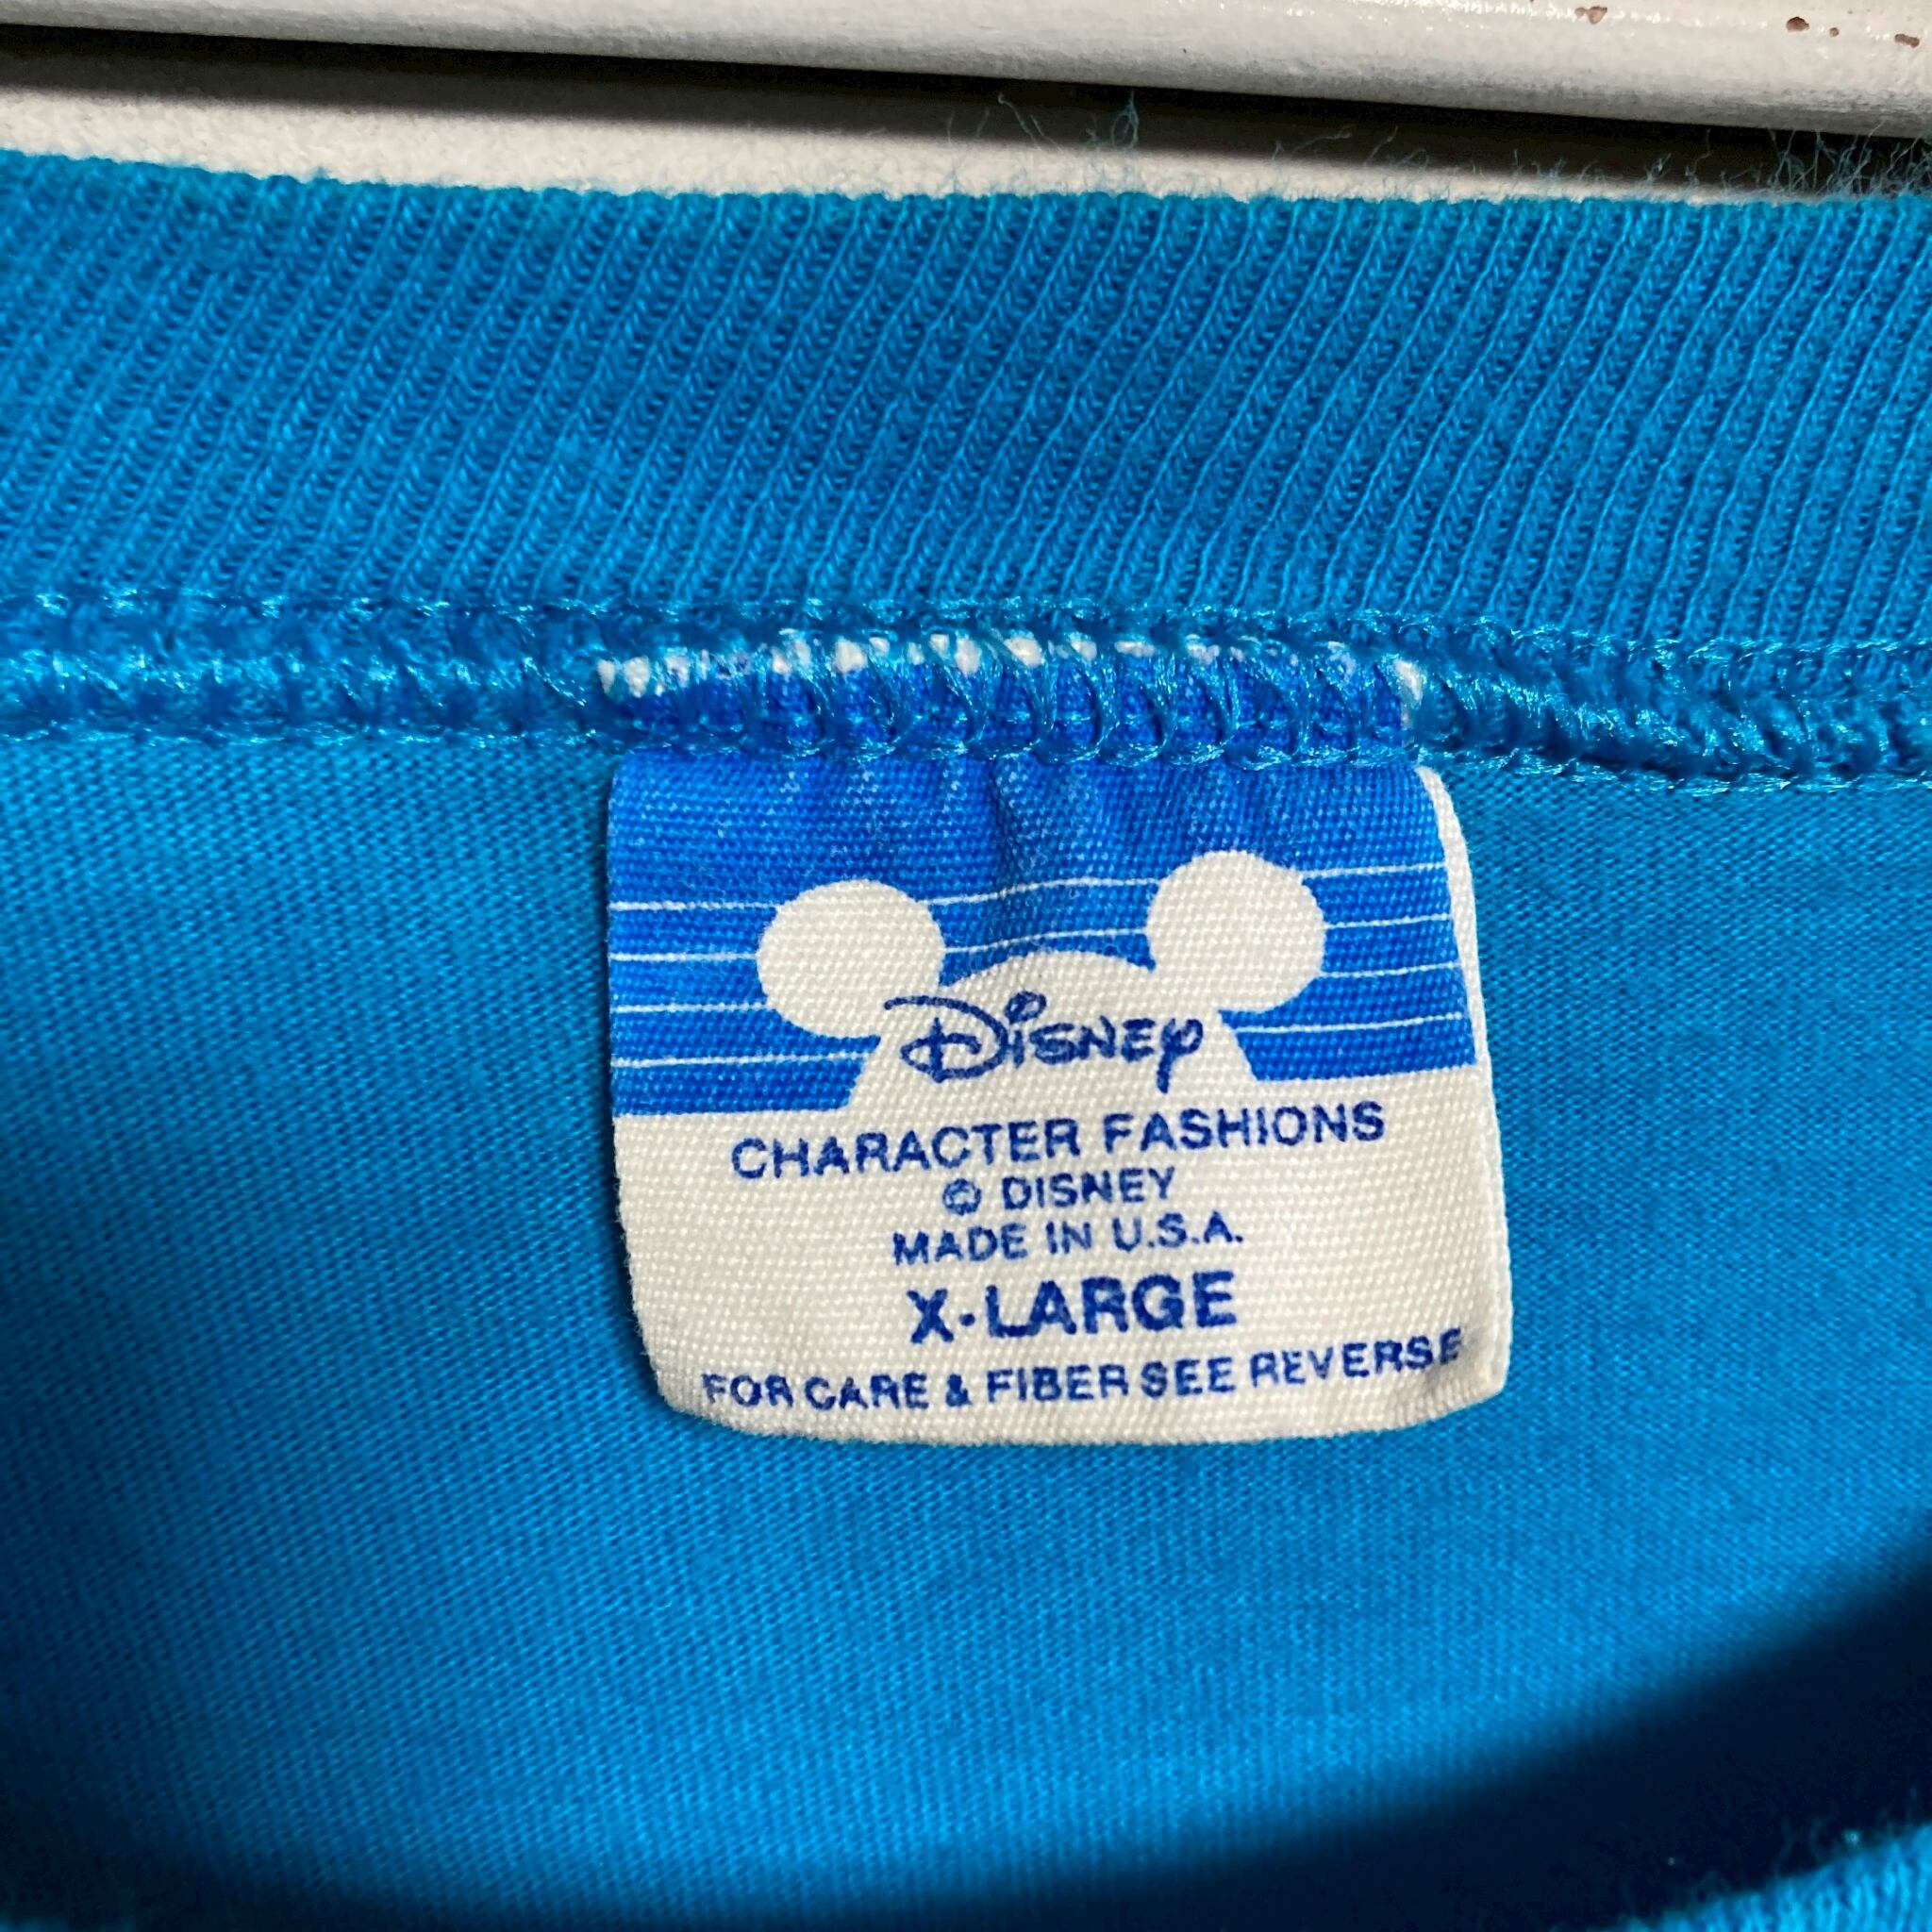 Disney
CHARACTER FASHIONS
© DISNEY
MADE IN U.S.A.
X-LARGE
FOR CARE & FIBER SEE REVERSE